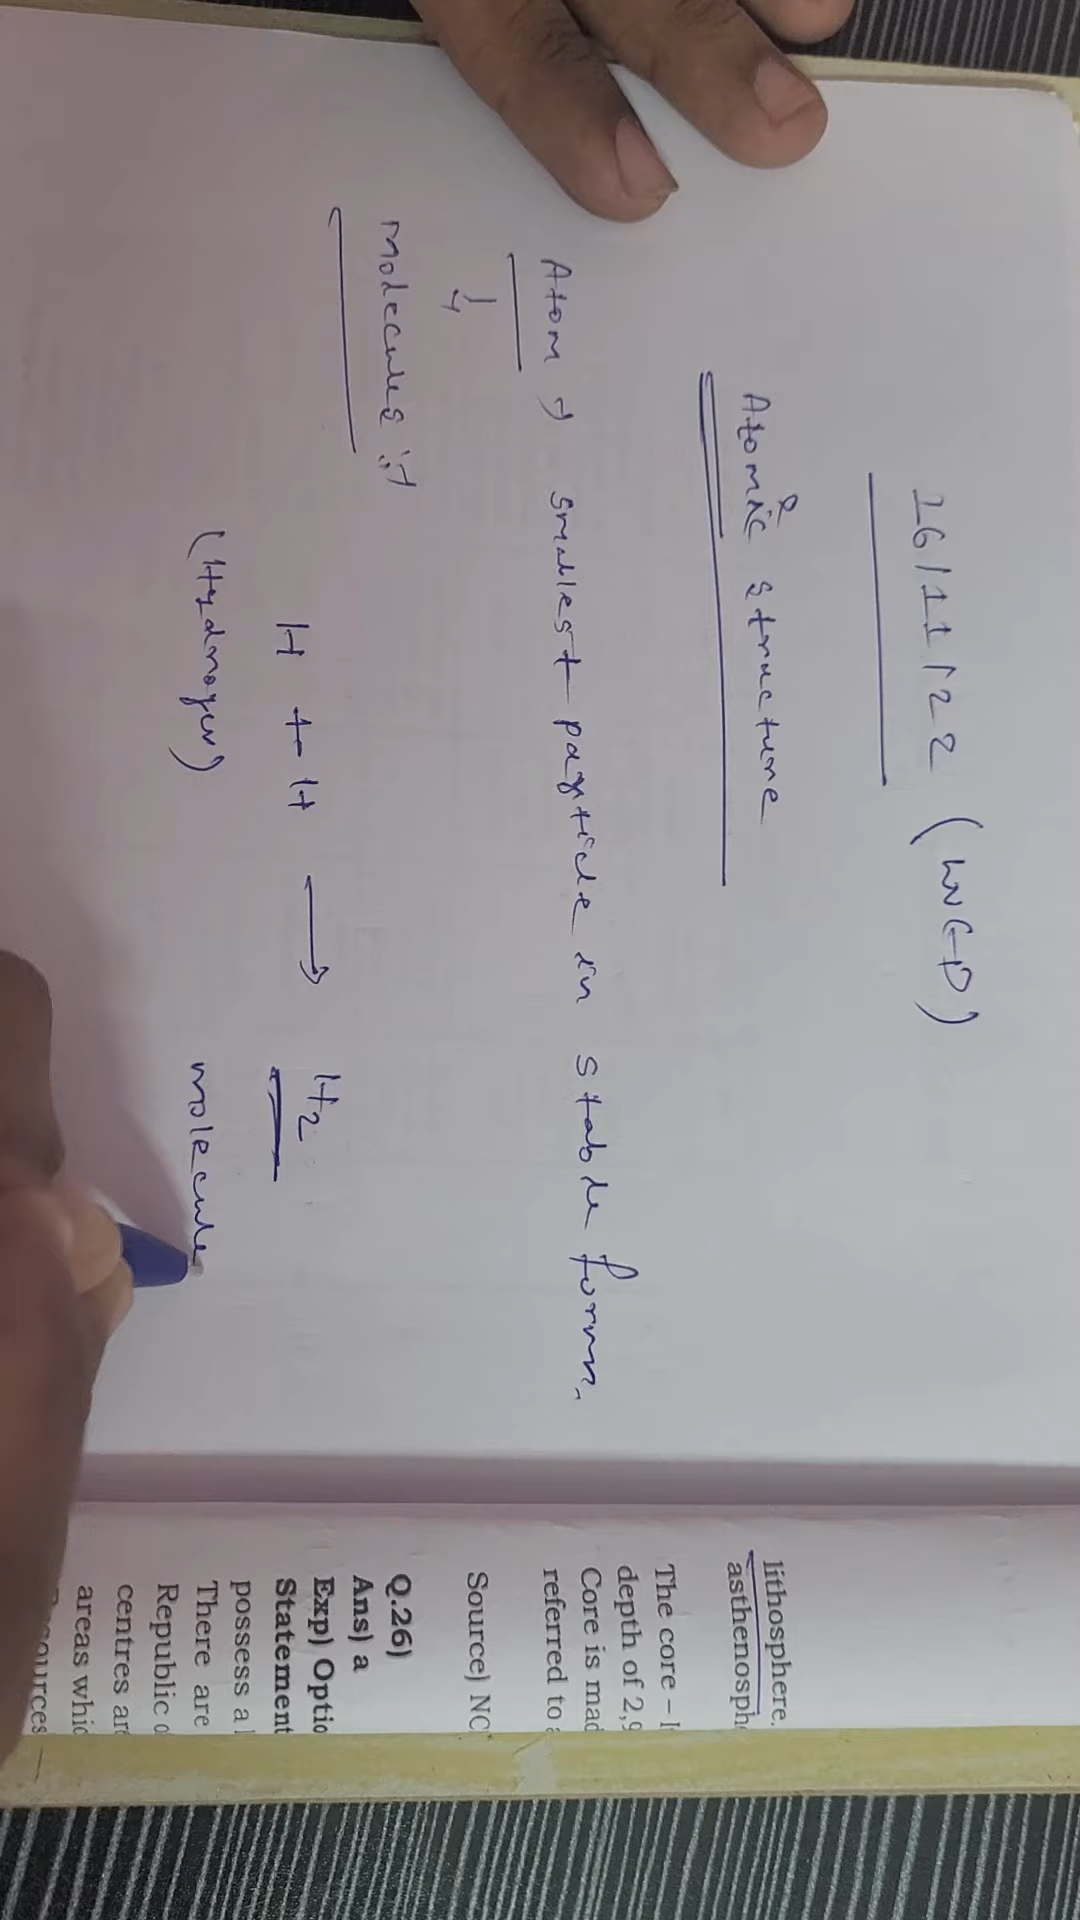 16/11/22 (WED)
Atomic structure
Atom → smallest particle in stable form.
Molecules :→
H + H → H2
(Hydrogen) molecule
lithosphere.
asthenosph
The core –
depth of 2,9
Core is mad
referred to
Source) NC
Q.26)
Ans) a
Exp) Optio
Statement
possess a
There are
Republic
centres are
areas whic